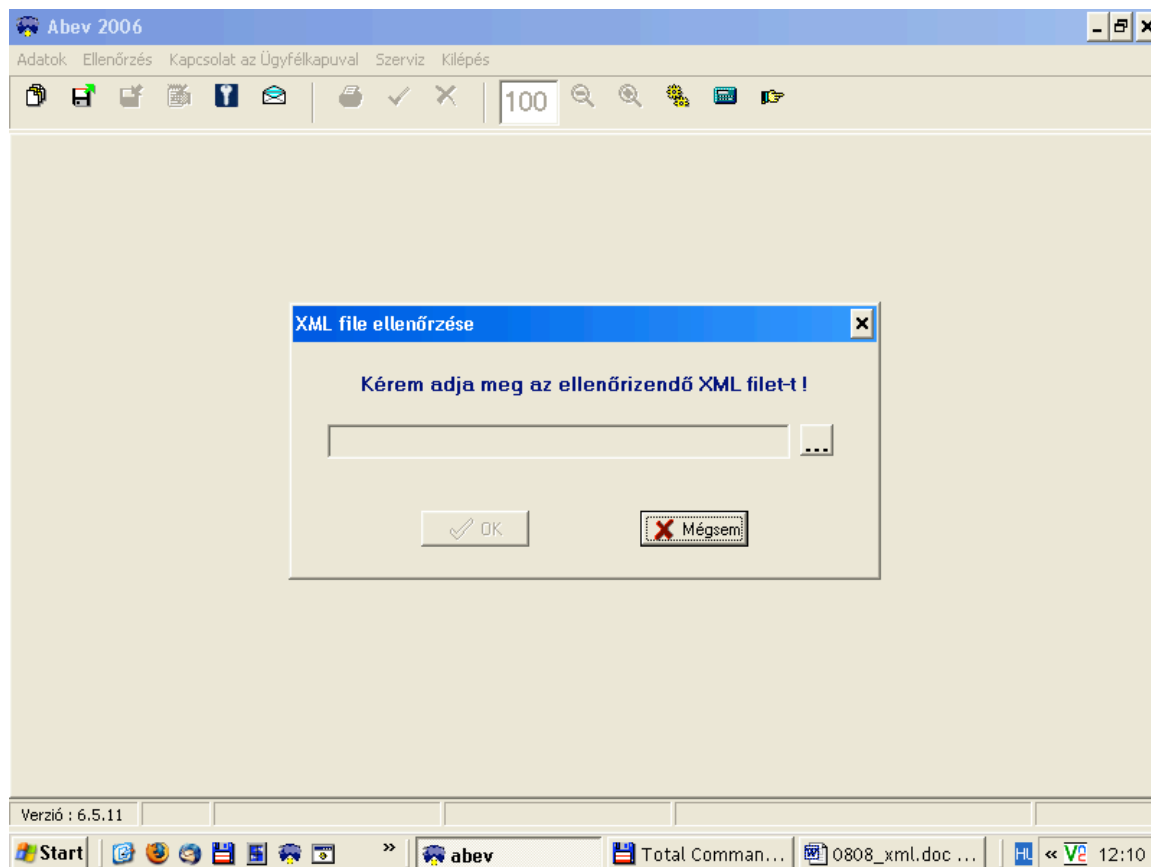 Abev 2006
Adatok Ellenőrzés Kapcsolat az Ügyfélkapuval Szerviz Kilépés
100
XML file ellenőrzése
Kérem adja meg az ellenőrizendő XML filet-t !
...
OK Mégsem
Verzió : 6.5.11
Start » abev Total Comman... 0808_xml.doc ... HU « 12:10